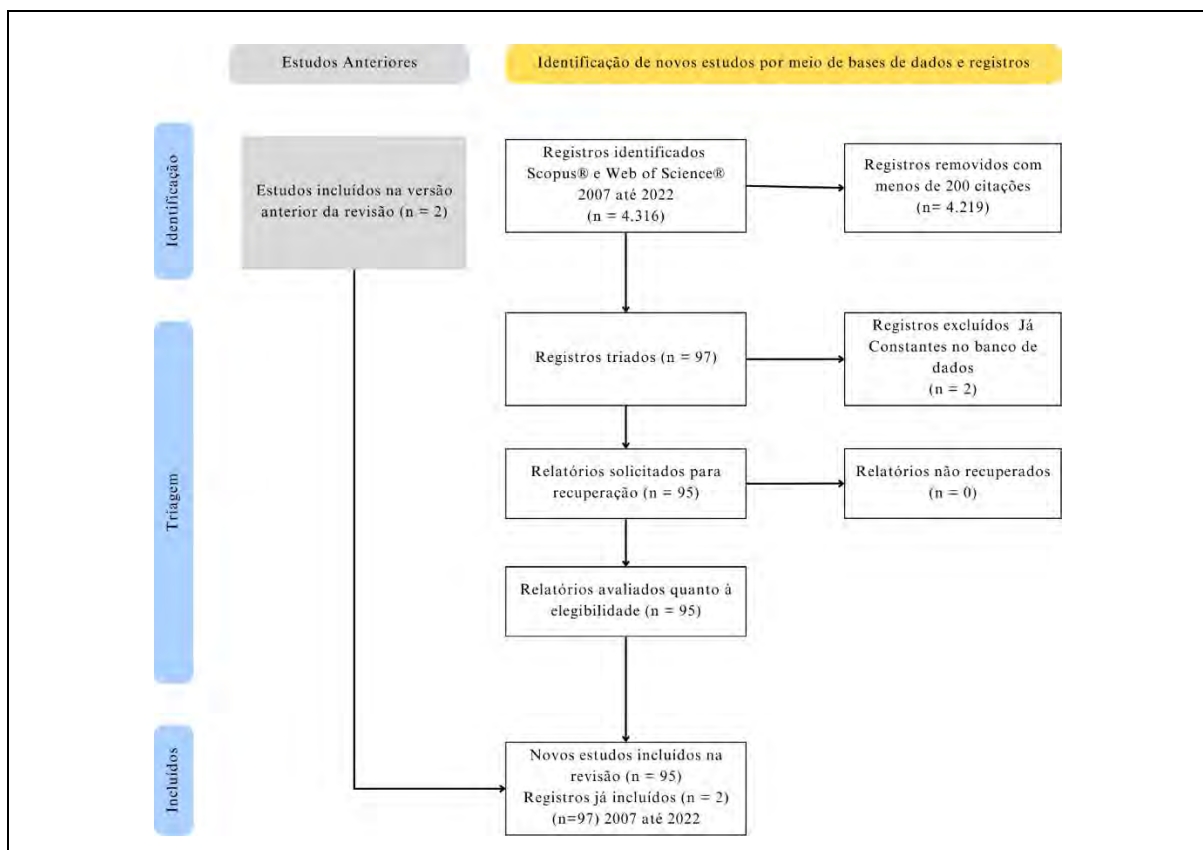 Estudos Anteriores
Identificação de novos estudos por meio de bases de dados e registros
Identificação
Estudos incluídos na versão
anterior da revisão (n = 2)
Registros identificados
Scopus® e Web of Science®
2007 até 2022
(n = 4.316)
Registros removidos com
menos de 200 citações
(n= 4.219)
Triagem
Registros triados (n = 97)
Registros excluídos Já
Constantes no banco de
dados
(n = 2)
Relatórios solicitados para
recuperação (n = 95)
Relatórios não recuperados
(n = 0)
Relatórios avaliados quanto à
elegibilidade (n = 95)
Incluídos
Novos estudos incluídos na
revisão (n = 95)
Registros já incluídos (n = 2)
(n=97) 2007 até 2022